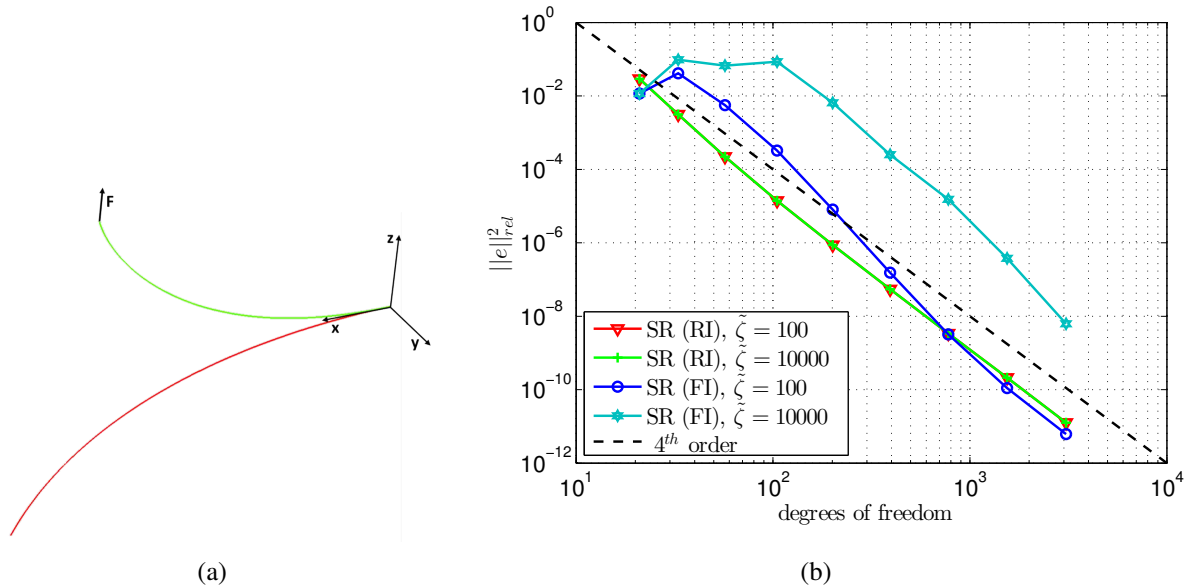 F
z
x
y
(a)
10^0
10^-2
10^-4
10^-6
10^-8
10^-10
10^-12
||e||^2_rel
SR (RI), ζ̃ = 100
SR (RI), ζ̃ = 10000
SR (FI), ζ̃ = 100
SR (FI), ζ̃ = 10000
4^th order
10^1
10^2
10^3
10^4
degrees of freedom
(b)